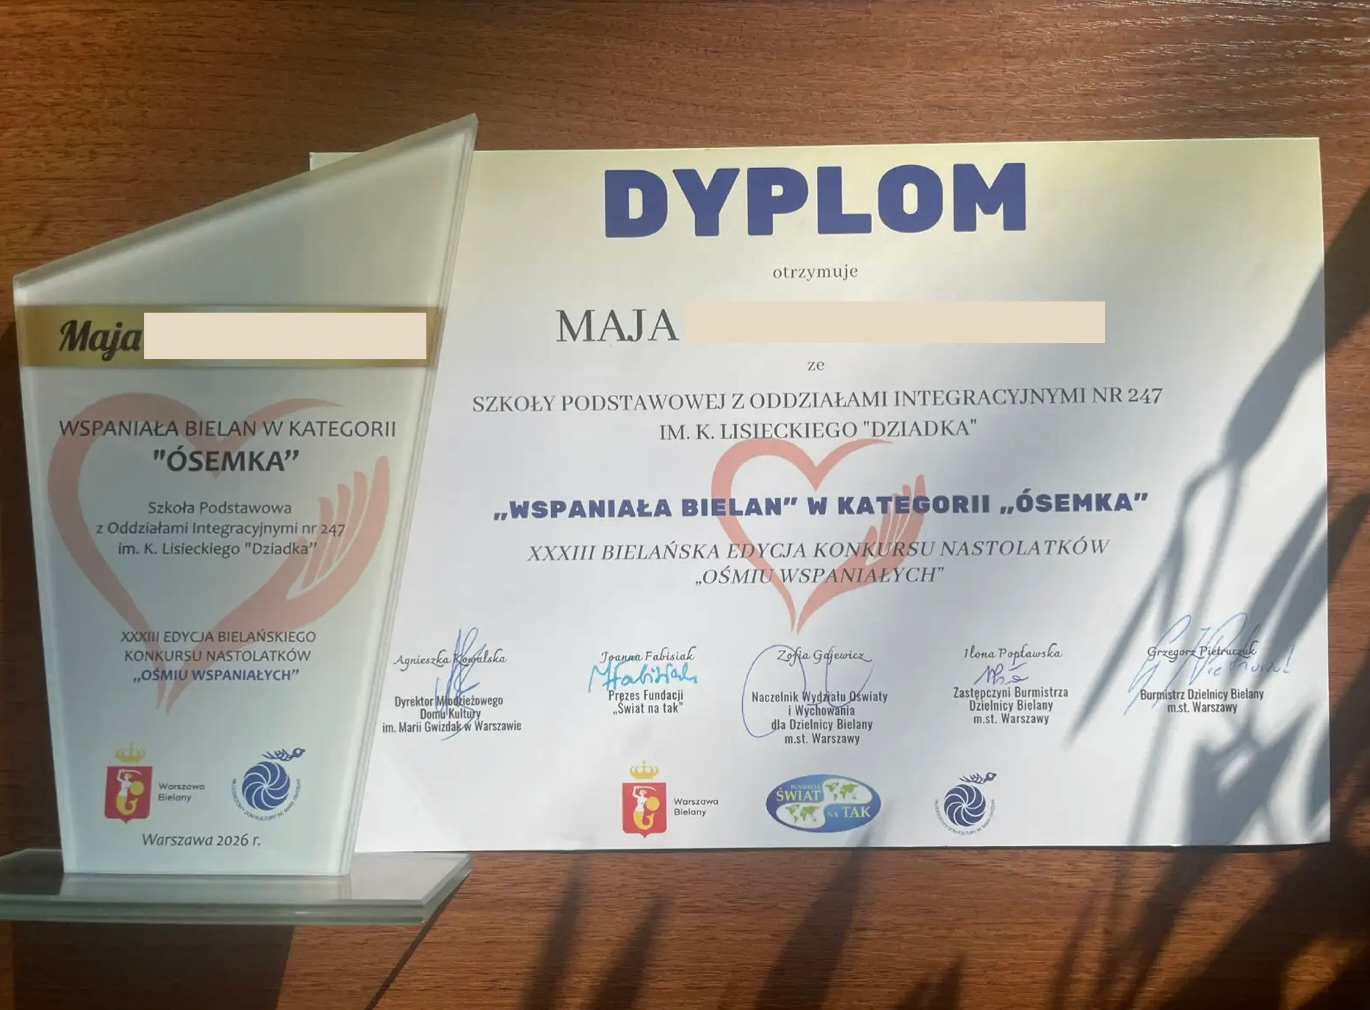 Maja
WSPANIAŁA BIELAN W KATEGORII
"ÓSEMKA”
Szkoła Podstawowa
z Oddziałami Integracyjnymi nr 247
im. K. Lisieckiego "Dziadka”
XXXIII EDYCJA BIELAŃSKIEGO
KONKURSU NASTOLATKÓW
„OŚMIU WSPANIAŁYCH”
Warszawa
Bielany
Warszawa 2026 r.
DYPLOM
otrzymuje
MAJA
ze
SZKOŁY PODSTAWOWEJ Z ODDZIAŁAMI INTEGRACYJNYMI NR 247
IM. K. LISIECKIEGO "DZIADKA"
„WSPANIAŁA BIELAN” W KATEGORII „ÓSEMKA”
XXXIII BIELAŃSKA EDYCJA KONKURSU NASTOLATKÓW
„OŚMIU WSPANIAŁYCH”
Agnieszka Kowalska
Dyrektor Młodzieżowego
Domu Kultury
im. Marii Gwizdak w Warszawie
Joanna Fabisiak
Prezes Fundacji
„Świat na tak”
Zofia Gajewicz
Naczelnik Wydziału Oświaty
i Wychowania
dla Dzielnicy Bielany
m.st. Warszawy
Ilona Popławska
Zastępczyni Burmistrza
Dzielnicy Bielany
m.st. Warszawy
Grzegorz Pietruczuk
Burmistrz Dzielnicy Bielany
m.st. Warszawy
Warszawa
Bielany
FUNDACJA
ŚWIAT
NA TAK